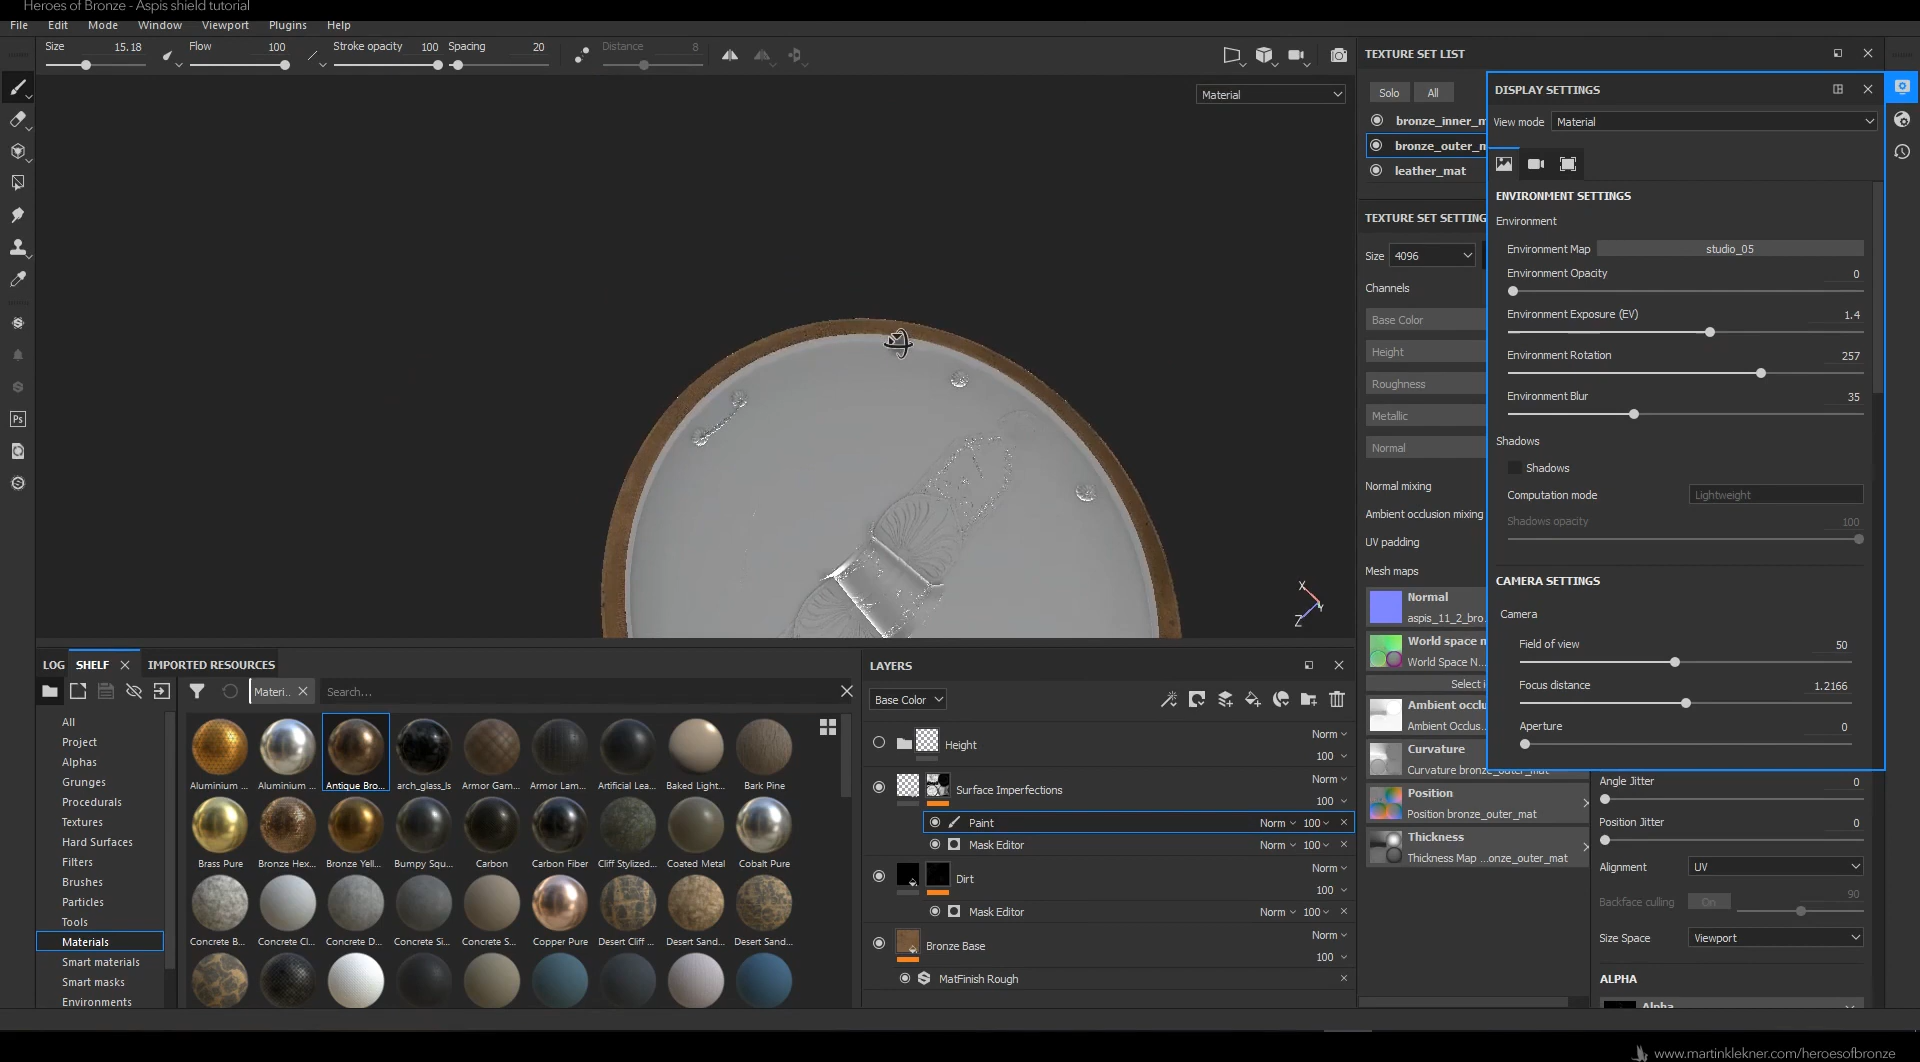 Heroes of Bronze - Aspis shield tutorial
File Edit Mode Window Viewport Plugins Help
Size 15.18 Flow 100 Stroke opacity 100 Spacing 20 Distance 8
Material
LOG SHELF IMPORTED RESOURCES
Materi.. Search...
All
Project
Alphas
Grunges
Procedurals
Textures
Hard Surfaces
Filters
Brushes
Particles
Tools
Materials
Smart materials
Smart masks
Environments
Aluminium ... Aluminium ... Antique Bro... arch_glass_ls Armor Gam... Armor Lam... Artificial Lea... Baked Light... Bark Pine
Brass Pure Bronze Hex... Bronze Yell... Bumpy Squ... Carbon Carbon Fiber Cliff Stylized... Coated Metal Cobalt Pure
Concrete B... Concrete Cl... Concrete D... Concrete Si... Concrete S... Copper Pure Desert Cliff ... Desert Sand... Desert Sand...
LAYERS
Base Color
Height Norm 100
Surface Imperfections Norm 100
Paint Norm 100
Mask Editor Norm 100
Dirt Norm 100
Mask Editor Norm 100
Bronze Base Norm 100
MatFinish Rough
X
Y
Z
TEXTURE SET LIST
Solo All
bronze_inner_m
bronze_outer_m
leather_mat
TEXTURE SET SETTING
Size 4096
Channels
Base Color
Height
Roughness
Metallic
Normal
Normal mixing
Ambient occlusion mixing
UV padding
Mesh maps
Normal
aspis_11_2_bro...
World space n
World Space N...
Select i
Ambient occlus
Ambient Occlus...
Curvature
Curvature bronze_outer_mat
Position
Position bronze_outer_mat
Thickness
Thickness Map ...onze_outer_mat
DISPLAY SETTINGS
View mode Material
ENVIRONMENT SETTINGS
Environment
Environment Map studio_05
Environment Opacity 0
Environment Exposure (EV) 1.4
Environment Rotation 257
Environment Blur 35
Shadows
Shadows
Computation mode Lightweight
Shadows opacity 100
CAMERA SETTINGS
Camera
Field of view 50
Focus distance 1.2166
Aperture 0
Angle Jitter 0
Position Jitter 0
Alignment UV
Backface culling On 90
Size Space Viewport
ALPHA
Alpha
Ps
www.martinklekner.com/heroesofbronze